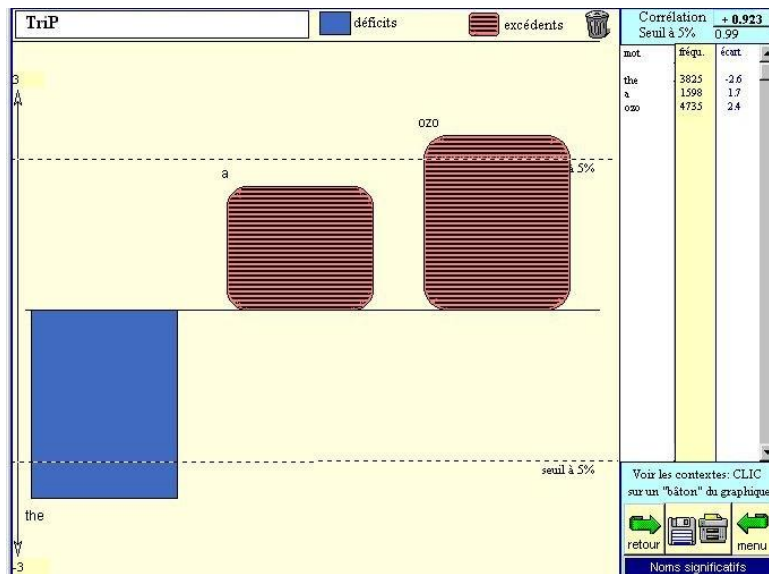 TriP
déficits
excédents
Corrélation + 0.923
Seuil à 5% 0.99
mot fréqu. écart
the 3825 -2.6
a 1598 1.7
ozo 4735 2.4
3
ozo
a
à 5%
seuil à 5%
the
-3
Voir les contextes: CLIC
sur un "bâton" du graphique
retour menu
Noms significatifs